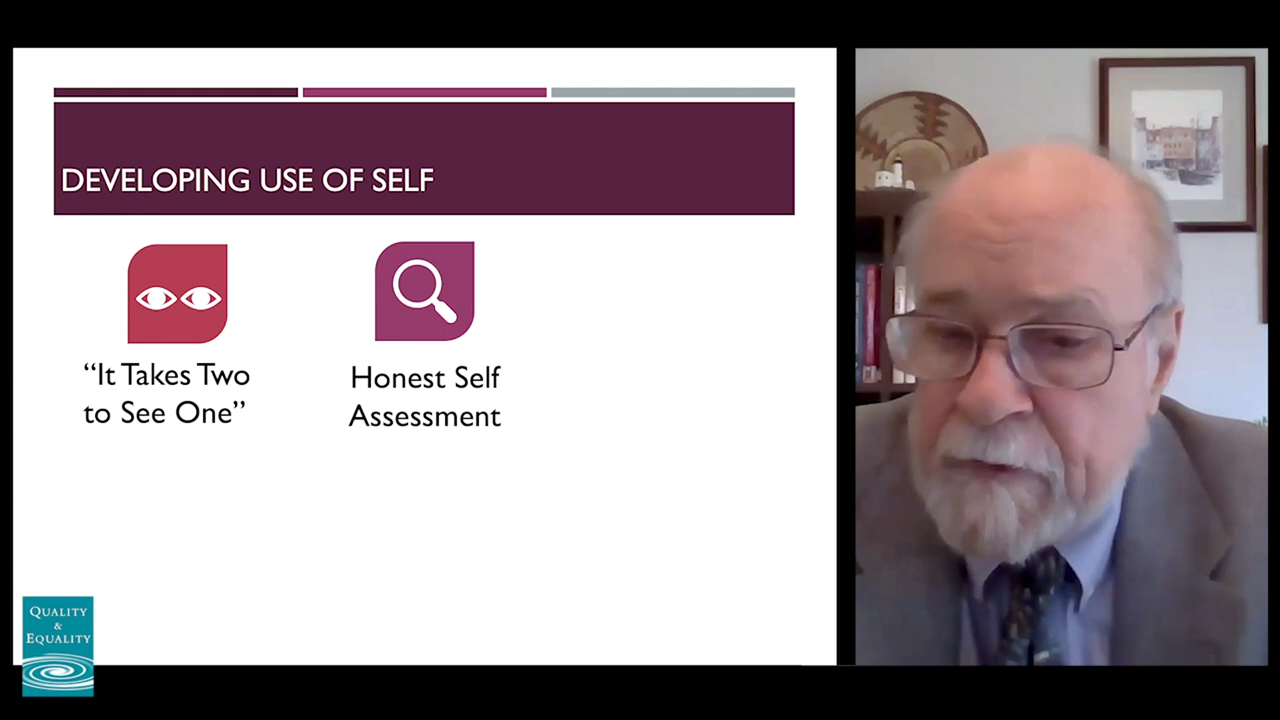 DEVELOPING USE OF SELF
“It Takes Two
to See One”
Honest Self
Assessment
QUALITY
&
EQUALITY